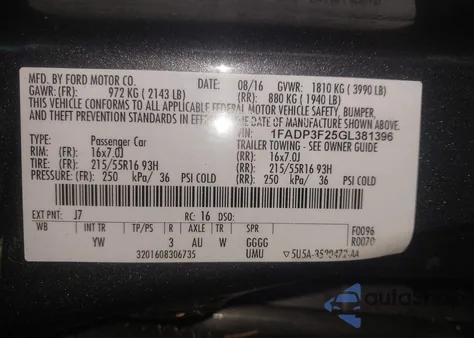 MFD. BY FORD MOTOR CO. DATE: 08/16 GVWR: 1810 KG ( 3990 LB)
GAWR: (FR): 972 KG ( 2143 LB) (RR): 880 KG ( 1940 LB)
THIS VEHICLE CONFORMS TO ALL APPLICABLE FEDERAL MOTOR VEHICLE SAFETY, BUMPER,
AND THEFT PREVENTION STANDARDS IN EFFECT ON THE DATE OF MANUFACTURE SHOWN ABOVE.
VEHICLE: Passenger Car VIN: 1FADP3F25GL381396
TRAILER TOWING - SEE OWNER GUIDE
RIM: (FR): 16x7.0J (RR): 16x7.0J
TIRE: (FR): 215/55R16 93H (RR): 215/55R16 93H
PRESSURE: (FR): 250 kPa/ 36 PSI COLD (RR): 250 kPa/ 36 PSI COLD
EXT PNT: J7 RC: 16 DSO: F0096
WB INT TR TP/PS R AXLE TR SPR R0070
YW 3 AU W GGGG
3201608306735 UMU